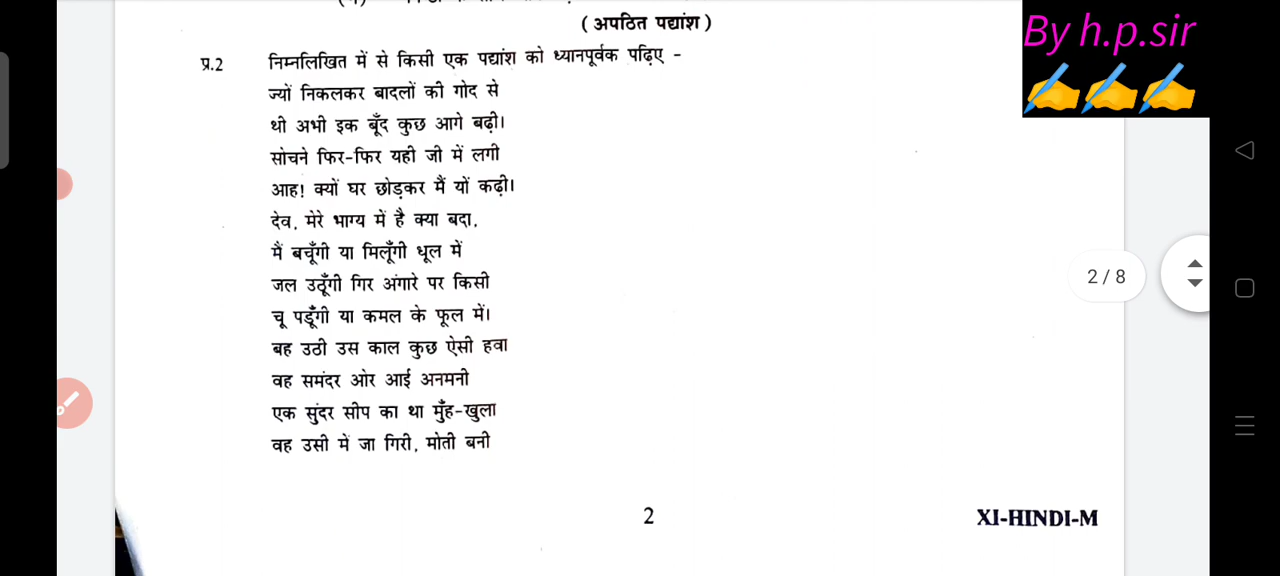 (अपठित पद्यांश)
By h.p.sir
प्र.2 निम्नलिखित में से किसी एक पद्यांश को ध्यानपूर्वक पढ़िए -
ज्यों निकलकर बादलों की गोद से
थी अभी इक बूँद कुछ आगे बढ़ी।
सोचने फिर-फिर यही जी में लगी
आह! क्यों घर छोड़कर मैं यों कढ़ी।
देव, मेरे भाग्य में है क्या बदा,
मैं बचूँगी या मिलूँगी धूल में
जल उठूँगी गिर अंगारे पर किसी
चू पडूँगी या कमल के फूल में।
बह उठी उस काल कुछ ऐसी हवा
वह समंदर ओर आई अनमनी
एक सुंदर सीप का था मुँह-खुला
वह उसी में जा गिरी, मोती बनी
2 / 8
2
XI-HINDI-M